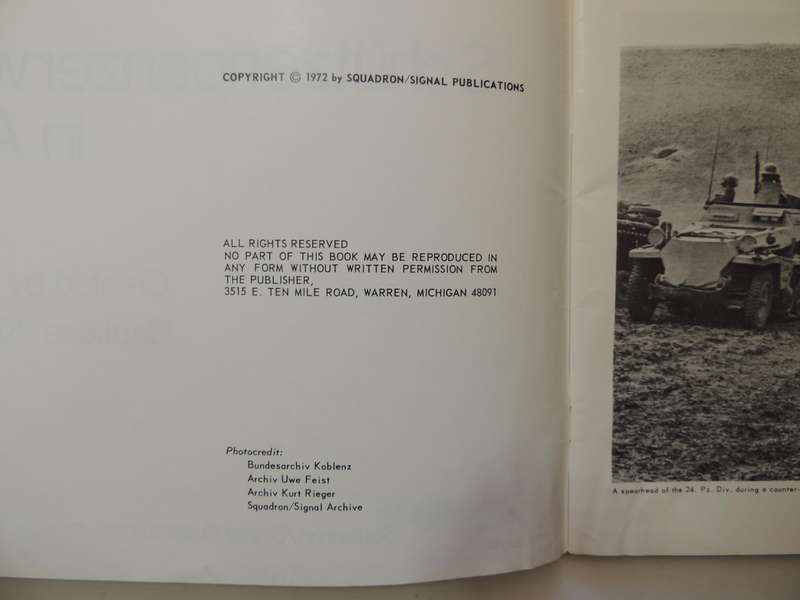 COPYRIGHT © 1972 by SQUADRON/SIGNAL PUBLICATIONS
ALL RIGHTS RESERVED
NO PART OF THIS BOOK MAY BE REPRODUCED IN
ANY FORM WITHOUT WRITTEN PERMISSION FROM
THE PUBLISHER,
3515 E. TEN MILE ROAD, WARREN, MICHIGAN 48091
Photocredit:
Bundesarchiv Koblenz
Archiv Uwe Feist
Archiv Kurt Rieger
Squadron/Signal Archive
A spearhead of the 24. Pz. Div. during a counter-